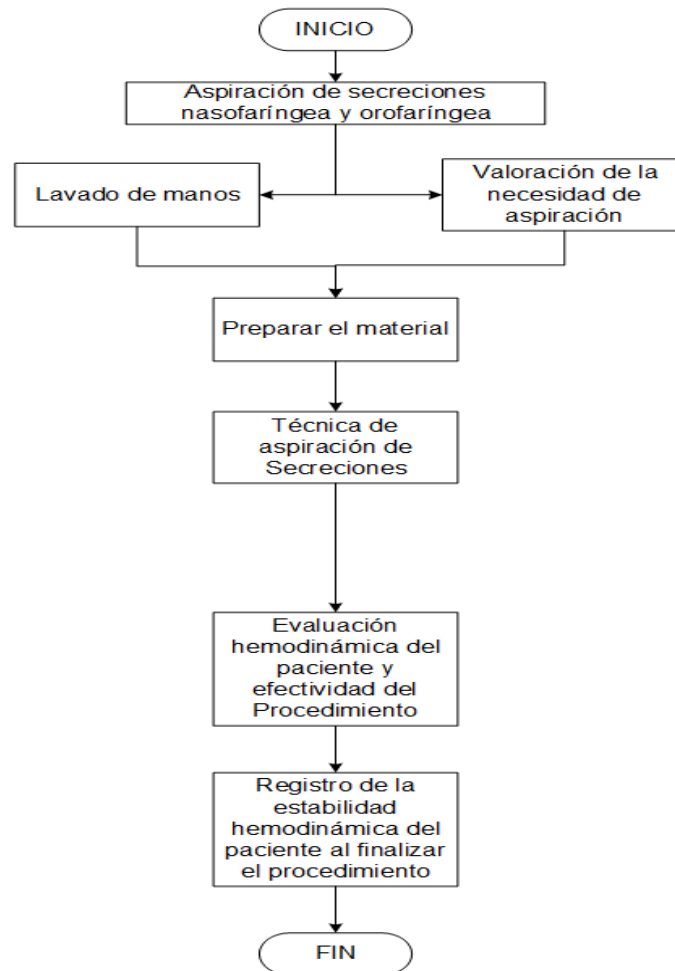 INICIO
Aspiración de secreciones
nasofaríngea y orofaríngea
Lavado de manos
Valoración de la
necesidad de
aspiración
Preparar el material
Técnica de
aspiración de
Secreciones
Evaluación
hemodinámica del
paciente y
efectividad del
Procedimiento
Registro de la
estabilidad
hemodinámica del
paciente al finalizar
el procedimiento
FIN